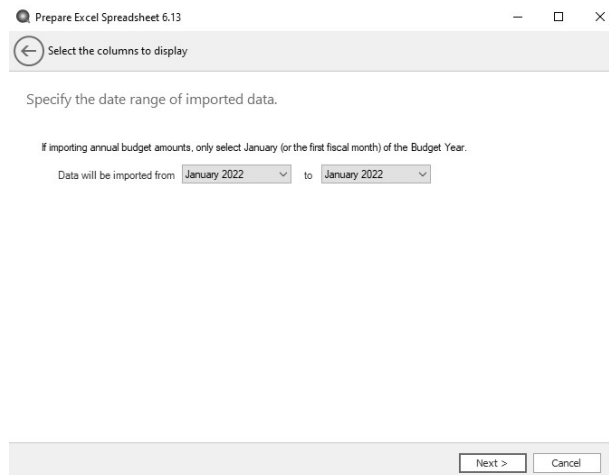 Prepare Excel Spreadsheet 6.13
Select the columns to display
Specify the date range of imported data.
If importing annual budget amounts, only select January (or the first fiscal month) of the Budget Year.
Data will be imported from January 2022 to January 2022
Next > Cancel